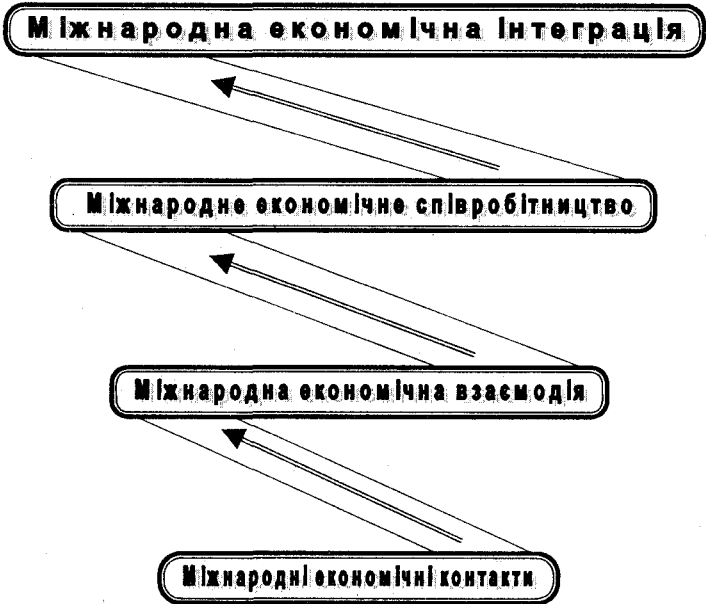 Міжнародна економічна Інтеграція
Міжнародне економічне співробітництво
Міжнародна економічна взаємодія
Міжнародні економічні контакти